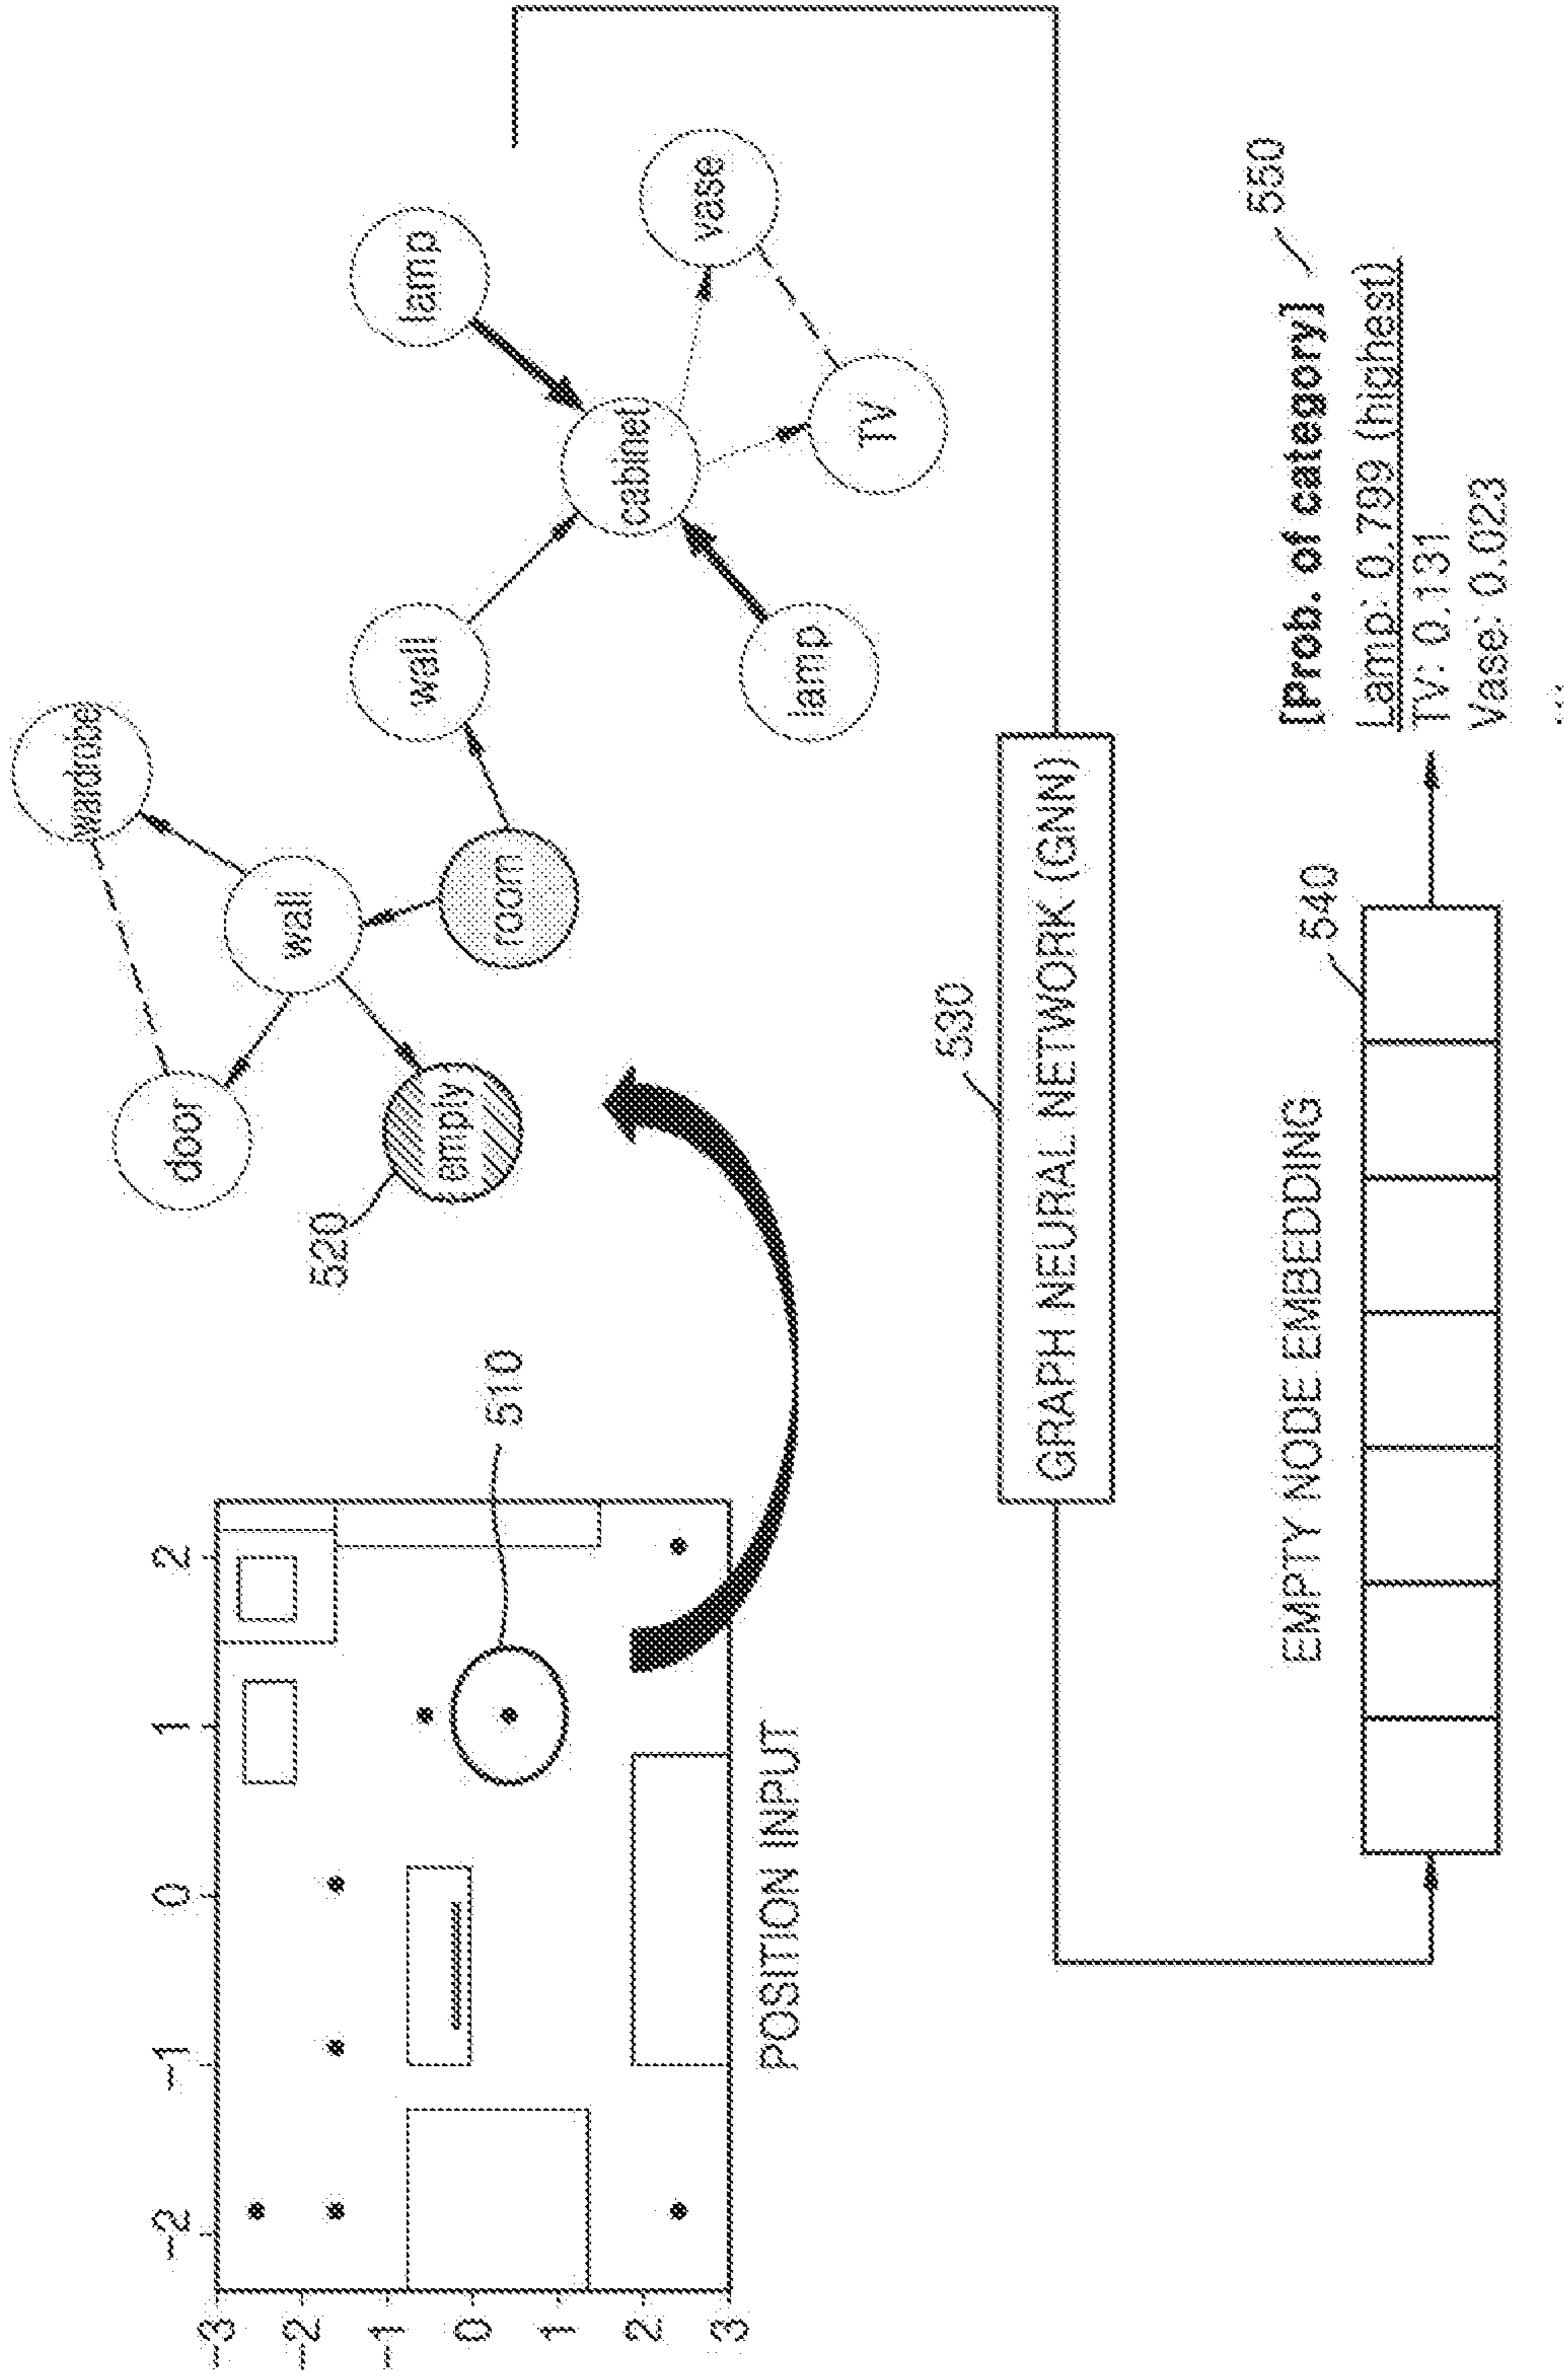 -2 -1 0 1 2
-3
-2
-1
0
1
2
3
510
POSITION INPUT
520
door
wardrobe
wall
emply
room
wall
lamp
cabinet
vase
lamp
TV
530
GRAPH NEURAL NETWORK (GNN)
EMPTY NODE EMBEDDING
540
550
[Prob. of category]
Lamp: 0.799 (highest)
TV: 0.131
Vase: 0.023
...